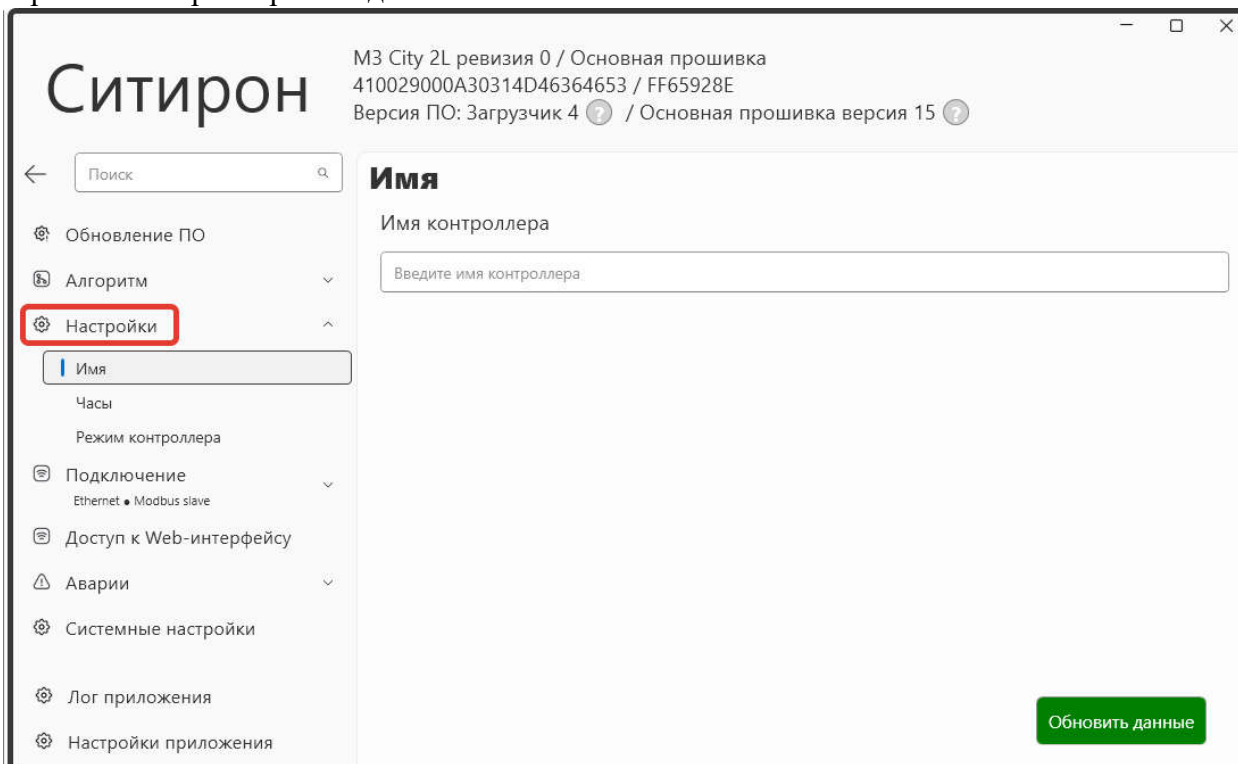 Ситирон
M3 City 2L ревизия 0 / Основная прошивка
410029000A30314D46364653 / FF65928E
Версия ПО: Загрузчик 4 ? / Основная прошивка версия 15 ?
Поиск
Обновление ПО
Алгоритм
Настройки
Имя
Часы
Режим контроллера
Подключение
Ethernet • Modbus slave
Доступ к Web-интерфейсу
Аварии
Системные настройки
Лог приложения
Настройки приложения
Имя
Имя контроллера
Введите имя контроллера
Обновить данные